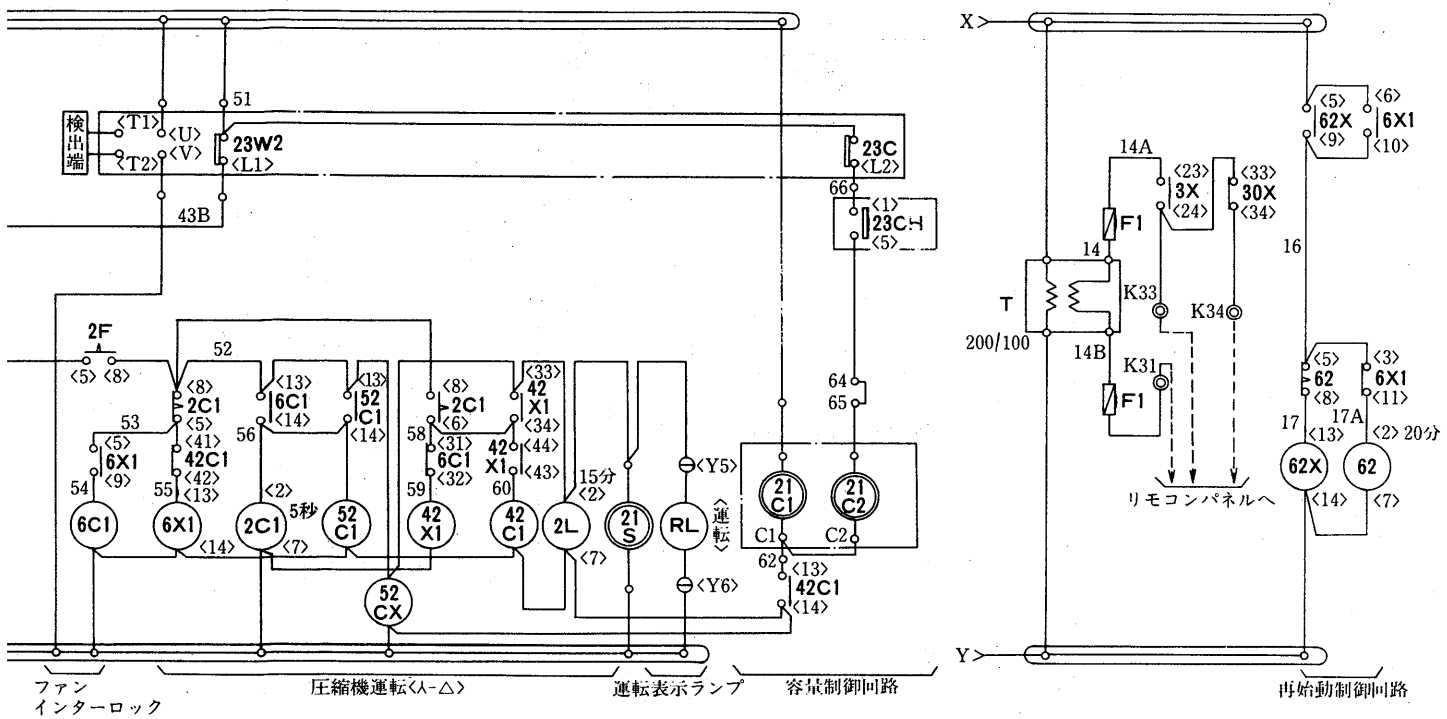 X>
51
検出端
<T1>
<U>
<T2>
<V>
23W2
<L1>
23C
<L2>
43B
66
<1>
23CH
<5>
<5>
62X
<9>
<6>
6X1
<10>
14A
<23>
3X
<24>
<33>
30X
<34>
F1
14
16
T
200/100
K33
K34
14B
K31
F1
リモコンパネルへ
2F
<5>
<8>
52
<8>
2C1
<5>
<13>
6C1
<14>
<13>
52
C1
<14>
<8>
2C1
<6>
<33>
42
X1
<34>
64
65
53
<5>
6X1
<9>
<41>
42C1
<42>
56
58
<31>
6C1
<32>
42
X1
<44>
<43>
54
55
<13>
<2>
5秒
59
60
15分
<2>
<Y5>
6C1
6X1
2C1
52
C1
42
X1
42
C1
2L
21
S
RL
<運転>
21
C1
21
C2
<14>
<7>
<7>
C1
C2
52
CX
<Y6>
62
<13>
42C1
<14>
<5>
62
<8>
<3>
6X1
<11>
17
17A
<13>
<2>
20分
62X
62
<14>
<7>
Y>
ファン
インターロック
圧縮機運転<人-△>
運転表示ランプ
容量制御回路
再始動制御回路